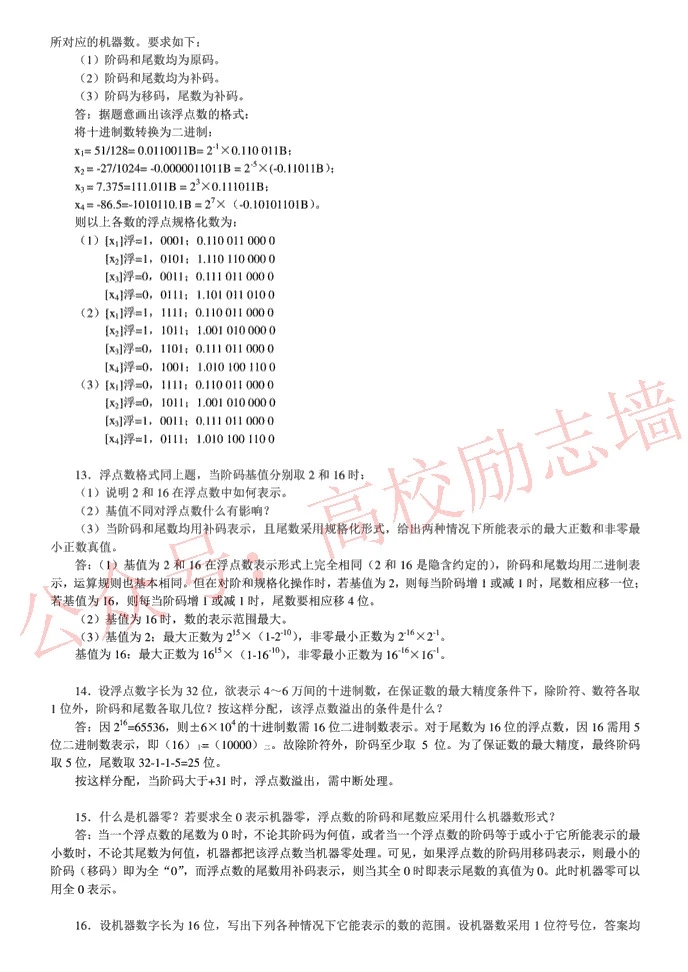 所对应的机器数。要求如下：
（1）阶码和尾数均为原码。
（2）阶码和尾数均为补码。
（3）阶码为移码，尾数为补码。
答：据题意画出该浮点数的格式：
将十进制数转换为二进制：
x₁= 51/128= 0.0110011B= 2⁻¹×0.110 011B；
x₂ = -27/1024= -0.0000011011B = 2⁻⁵×(-0.11011B)；
x₃ = 7.375=111.011B = 2³×0.111011B；
x₄ = -86.5=-1010110.1B = 2⁷×（-0.10101101B）。
则以上各数的浮点规格化数为：
（1）[x₁]浮=1，0001；0.110 011 000 0
[x₂]浮=1，0101；1.110 110 000 0
[x₃]浮=0，0011；0.111 011 000 0
[x₄]浮=0，0111；1.101 011 010 0
（2）[x₁]浮=1，1111；0.110 011 000 0
[x₂]浮=1，1011；1.001 010 000 0
[x₃]浮=0，1101；0.111 011 000 0
[x₄]浮=0，1001；1.010 100 110 0
（3）[x₁]浮=0，1111；0.110 011 000 0
[x₂]浮=0，1011；1.001 010 000 0
[x₃]浮=1，0011；0.111 011 000 0
[x₄]浮=1，0111；1.010 100 110 0
13．浮点数格式同上题，当阶码基值分别取 2 和 16 时：
（1）说明 2 和 16 在浮点数中如何表示。
（2）基值不同对浮点数什么有影响？
（3）当阶码和尾数均用补码表示，且尾数采用规格化形式，给出两种情况下所能表示的最大正数和非零最
小正数真值。
答：（1）基值为 2 和 16 在浮点数表示形式上完全相同（2 和 16 是隐含约定的），阶码和尾数均用二进制表
示，运算规则也基本相同。但在对阶和规格化操作时，若基值为 2，则每当阶码增 1 或减 1 时，尾数相应移一位；
若基值为 16，则每当阶码增 1 或减 1 时，尾数要相应移 4 位。
（2）基值为 16 时，数的表示范围最大。
（3）基值为 2：最大正数为 2¹⁵×（1-2⁻¹⁰），非零最小正数为 2⁻¹⁶×2⁻¹。
基值为 16：最大正数为 16¹⁵×（1-16⁻¹⁰），非零最小正数为 16⁻¹⁶×16⁻¹。
14．设浮点数字长为 32 位，欲表示 4～6 万间的十进制数，在保证数的最大精度条件下，除阶符、数符各取
1 位外，阶码和尾数各取几位？按这样分配，该浮点数溢出的条件是什么？
答：因 2¹⁶=65536，则±6×10⁴的十进制数需 16 位二进制数表示。对于尾数为 16 位的浮点数，因 16 需用 5
位二进制数表示，即（16）₊=（10000）二。故除阶符外，阶码至少取 5 位。为了保证数的最大精度，最终阶码
取 5 位，尾数取 32-1-1-5=25 位。
按这样分配，当阶码大于+31 时，浮点数溢出，需中断处理。
15．什么是机器零？若要求全 0 表示机器零，浮点数的阶码和尾数应采用什么机器数形式？
答：当一个浮点数的尾数为 0 时，不论其阶码为何值，或者当一个浮点数的阶码等于或小于它所能表示的最
小数时，不论其尾数为何值，机器都把该浮点数当机器零处理。可见，如果浮点数的阶码用移码表示，则最小的
阶码（移码）即为全“0”，而浮点数的尾数用补码表示，则当其全 0 时即表示尾数的真值为 0。此时机器零可以
用全 0 表示。
16．设机器数字长为 16 位，写出下列各种情况下它能表示的数的范围。设机器数采用 1 位符号位，答案均
公众号：高校励志墙